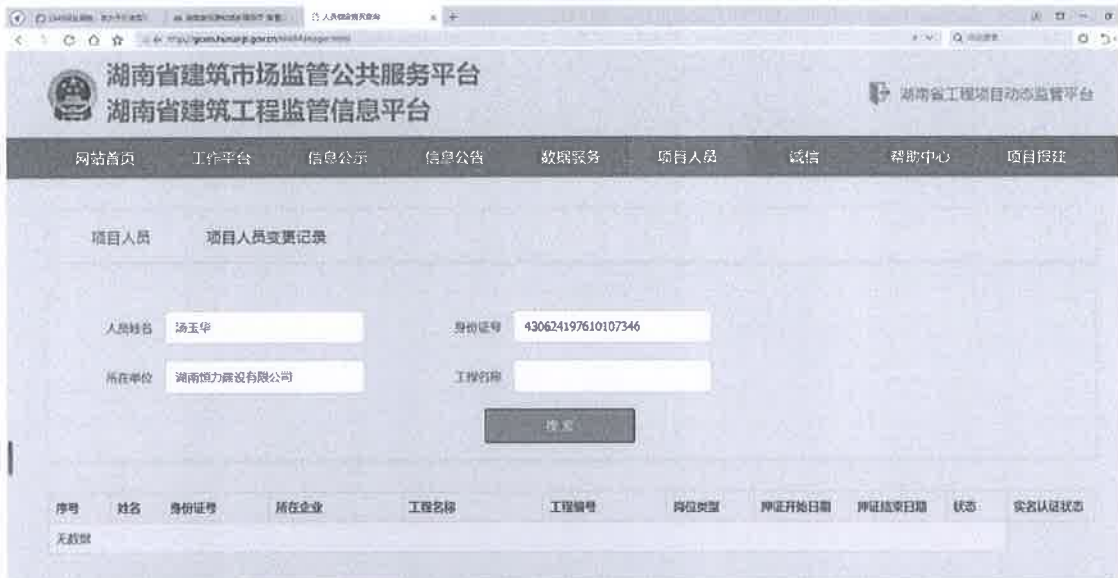 人员锁定情况查询
湖南省建筑市场监管公共服务平台
湖南省建筑工程监管信息平台
湖南省工程项目动态监管平台
网站首页 工作平台 信息公示 信息公告 数据服务 项目人员 诚信 帮助中心 项目报建
项目人员 项目人员变更记录
人员姓名 汤玉华 身份证号 430624197610107346
所在单位 湖南恒力建设有限公司 工程名称
搜索
序号 姓名 身份证号 所在企业 工程名称 工程编号 岗位类型 押证开始日期 押证结束日期 状态 实名认证状态
无数据